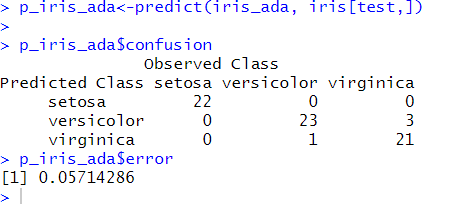 > p_iris_ada<-predict(iris_ada, iris[test,])
>
> p_iris_ada$confusion
Observed Class
Predicted Class setosa versicolor virginica
setosa 22 0 0
versicolor 0 23 3
virginica 0 1 21
> p_iris_ada$error
[1] 0.05714286
>